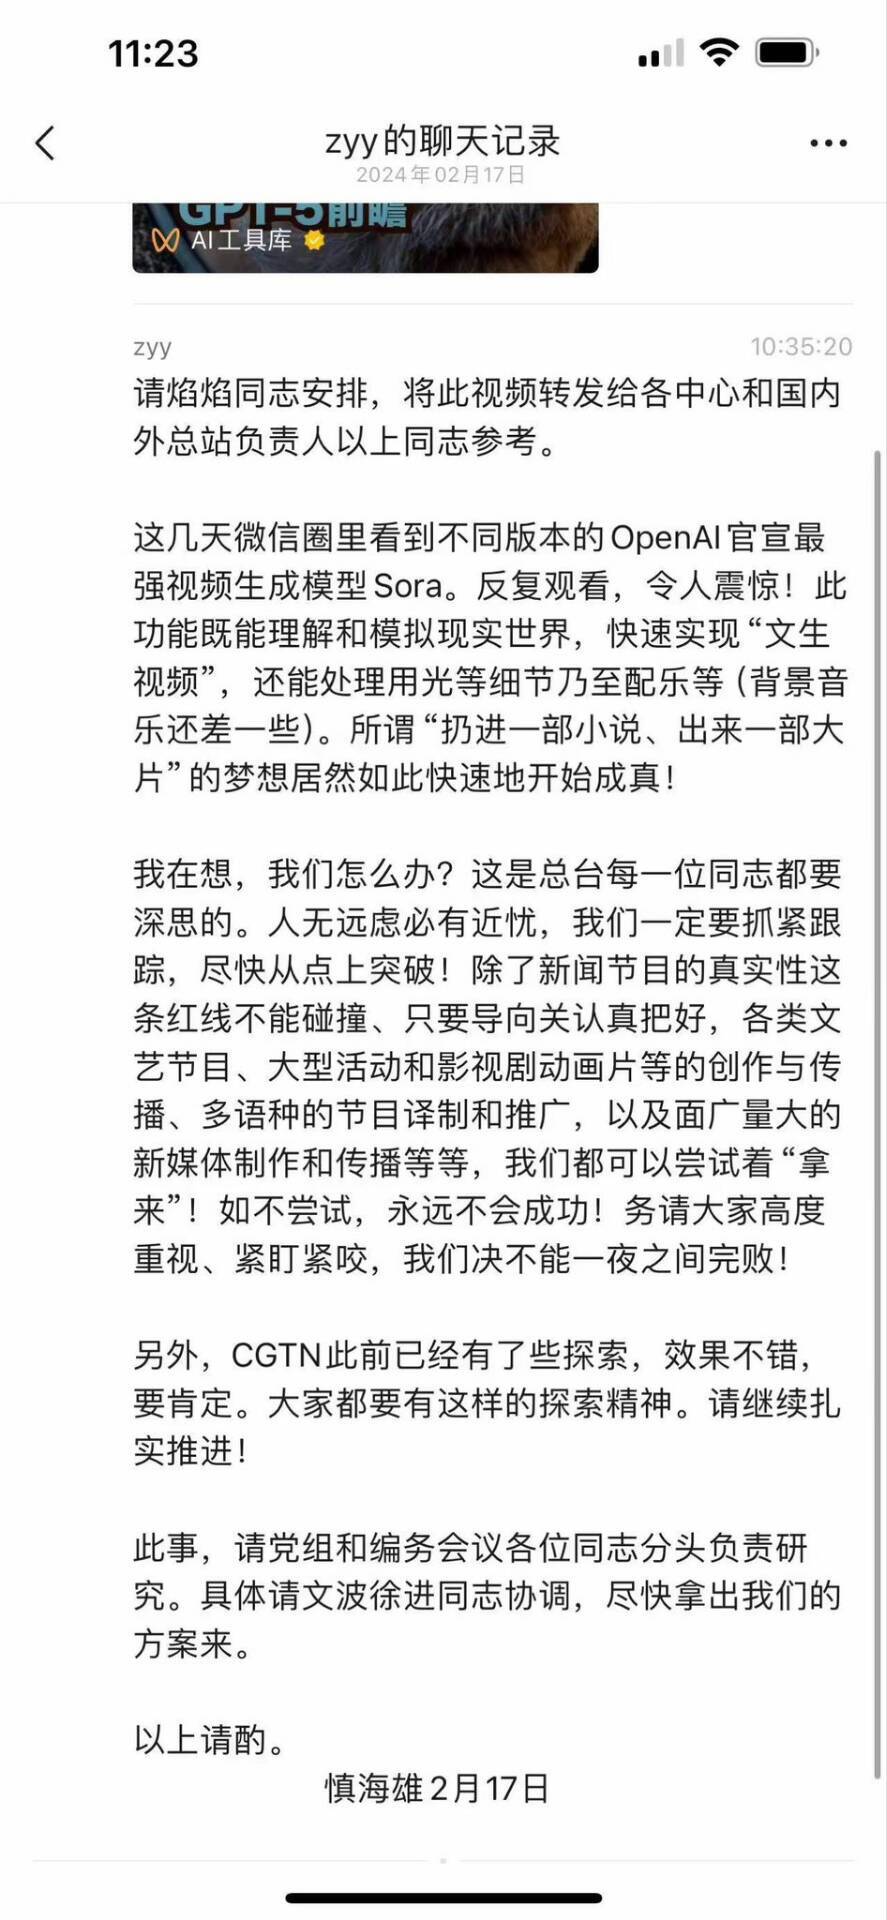 11:23
zyy的聊天记录
2024年02月17日
GPT-5前瞻
AI工具库
zyy
10:35:20
请焰焰同志安排，将此视频转发给各中心和国内
外总站负责人以上同志参考。
这几天微信圈里看到不同版本的OpenAI官宣最
强视频生成模型Sora。反复观看，令人震惊！此
功能既能理解和模拟现实世界，快速实现“文生
视频”，还能处理用光等细节乃至配乐等（背景音
乐还差一些）。所谓“扔进一部小说、出来一部大
片”的梦想居然如此快速地开始成真！
我在想，我们怎么办？这是总台每一位同志都要
深思的。人无远虑必有近忧，我们一定要抓紧跟
踪，尽快从点上突破！除了新闻节目的真实性这
条红线不能碰撞、只要导向关认真把好，各类文
艺节目、大型活动和影视剧动画片等的创作与传
播、多语种的节目译制和推广，以及面广量大的
新媒体制作和传播等等，我们都可以尝试着“拿
来”！如不尝试，永远不会成功！务请大家高度
重视、紧盯紧咬，我们决不能一夜之间完败！
另外，CGTN此前已经有了些探索，效果不错，
要肯定。大家都要有这样的探索精神。请继续扎
实推进！
此事，请党组和编务会议各位同志分头负责研
究。具体请文波徐进同志协调，尽快拿出我们的
方案来。
以上请酌。
慎海雄2月17日